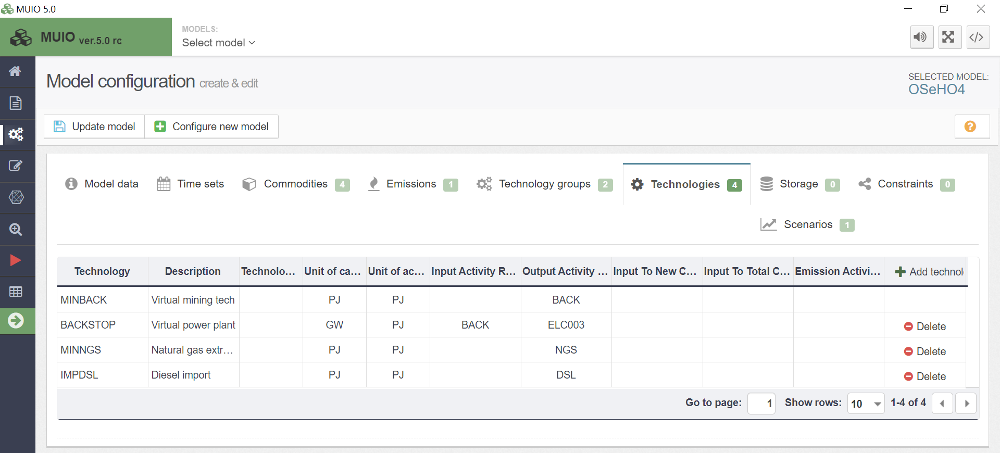 MUIO 5.0
MUIO ver.5.0 rc
MODELS:
Select model
Model configuration create & edit
SELECTED MODEL:
OSeHO4
Update model
Configure new model
Model data
Time sets
Commodities 4
Emissions 1
Technology groups 2
Technologies 4
Storage 0
Constraints 0
Scenarios 1
Technology Description Technolo... Unit of ca... Unit of ac... Input Activity R... Output Activity ... Input To New C... Input To Total C... Emission Activi... Add technol
MINBACK Virtual mining tech PJ PJ BACK
BACKSTOP Virtual power plant GW PJ BACK ELC003 Delete
MINNGS Natural gas extr... PJ PJ NGS Delete
IMPDSL Diesel import PJ PJ DSL Delete
Go to page: 1 Show rows: 10 1-4 of 4